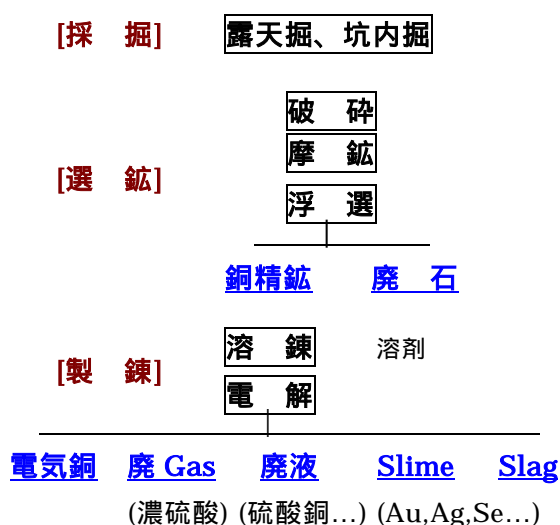 [採　掘]　露天掘、坑内掘
破　砕
摩　鉱
[選　鉱]
浮　選
銅精鉱　廃　石
溶　錬　溶剤
[製　錬]
電　解
電気銅　廃 Gas　廃液　Slime　Slag
(濃硫酸) (硫酸銅…) (Au,Ag,Se…)